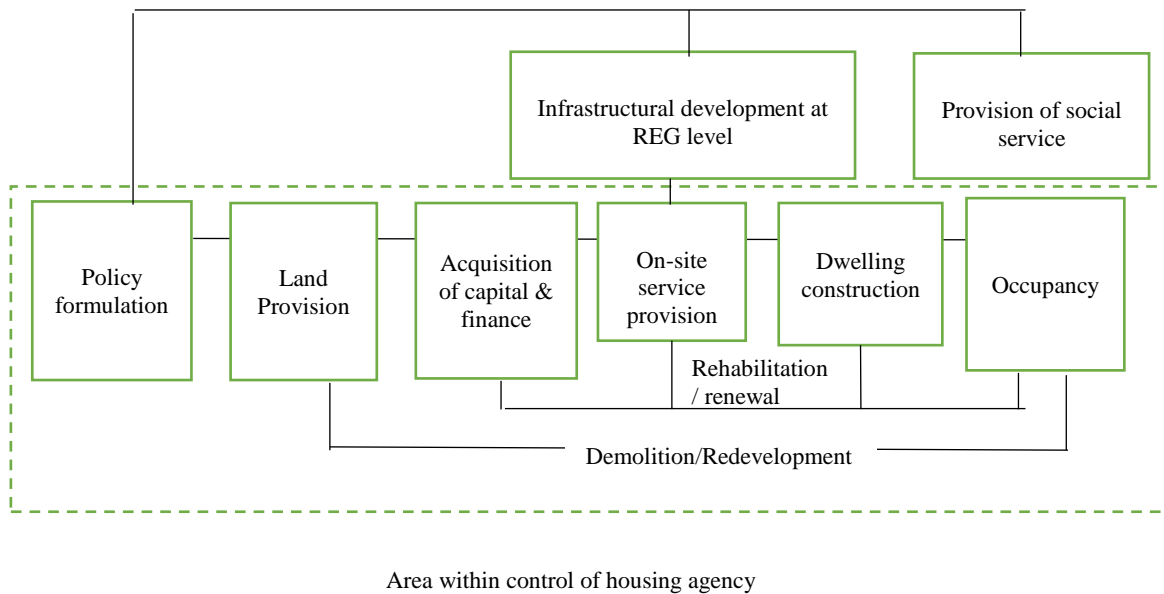 Infrastructural development at
REG level
Provision of social
service
Policy
formulation
Land
Provision
Acquisition
of capital &
finance
On-site
service
provision
Dwelling
construction
Occupancy
Rehabilitation
/ renewal
Demolition/Redevelopment
Area within control of housing agency